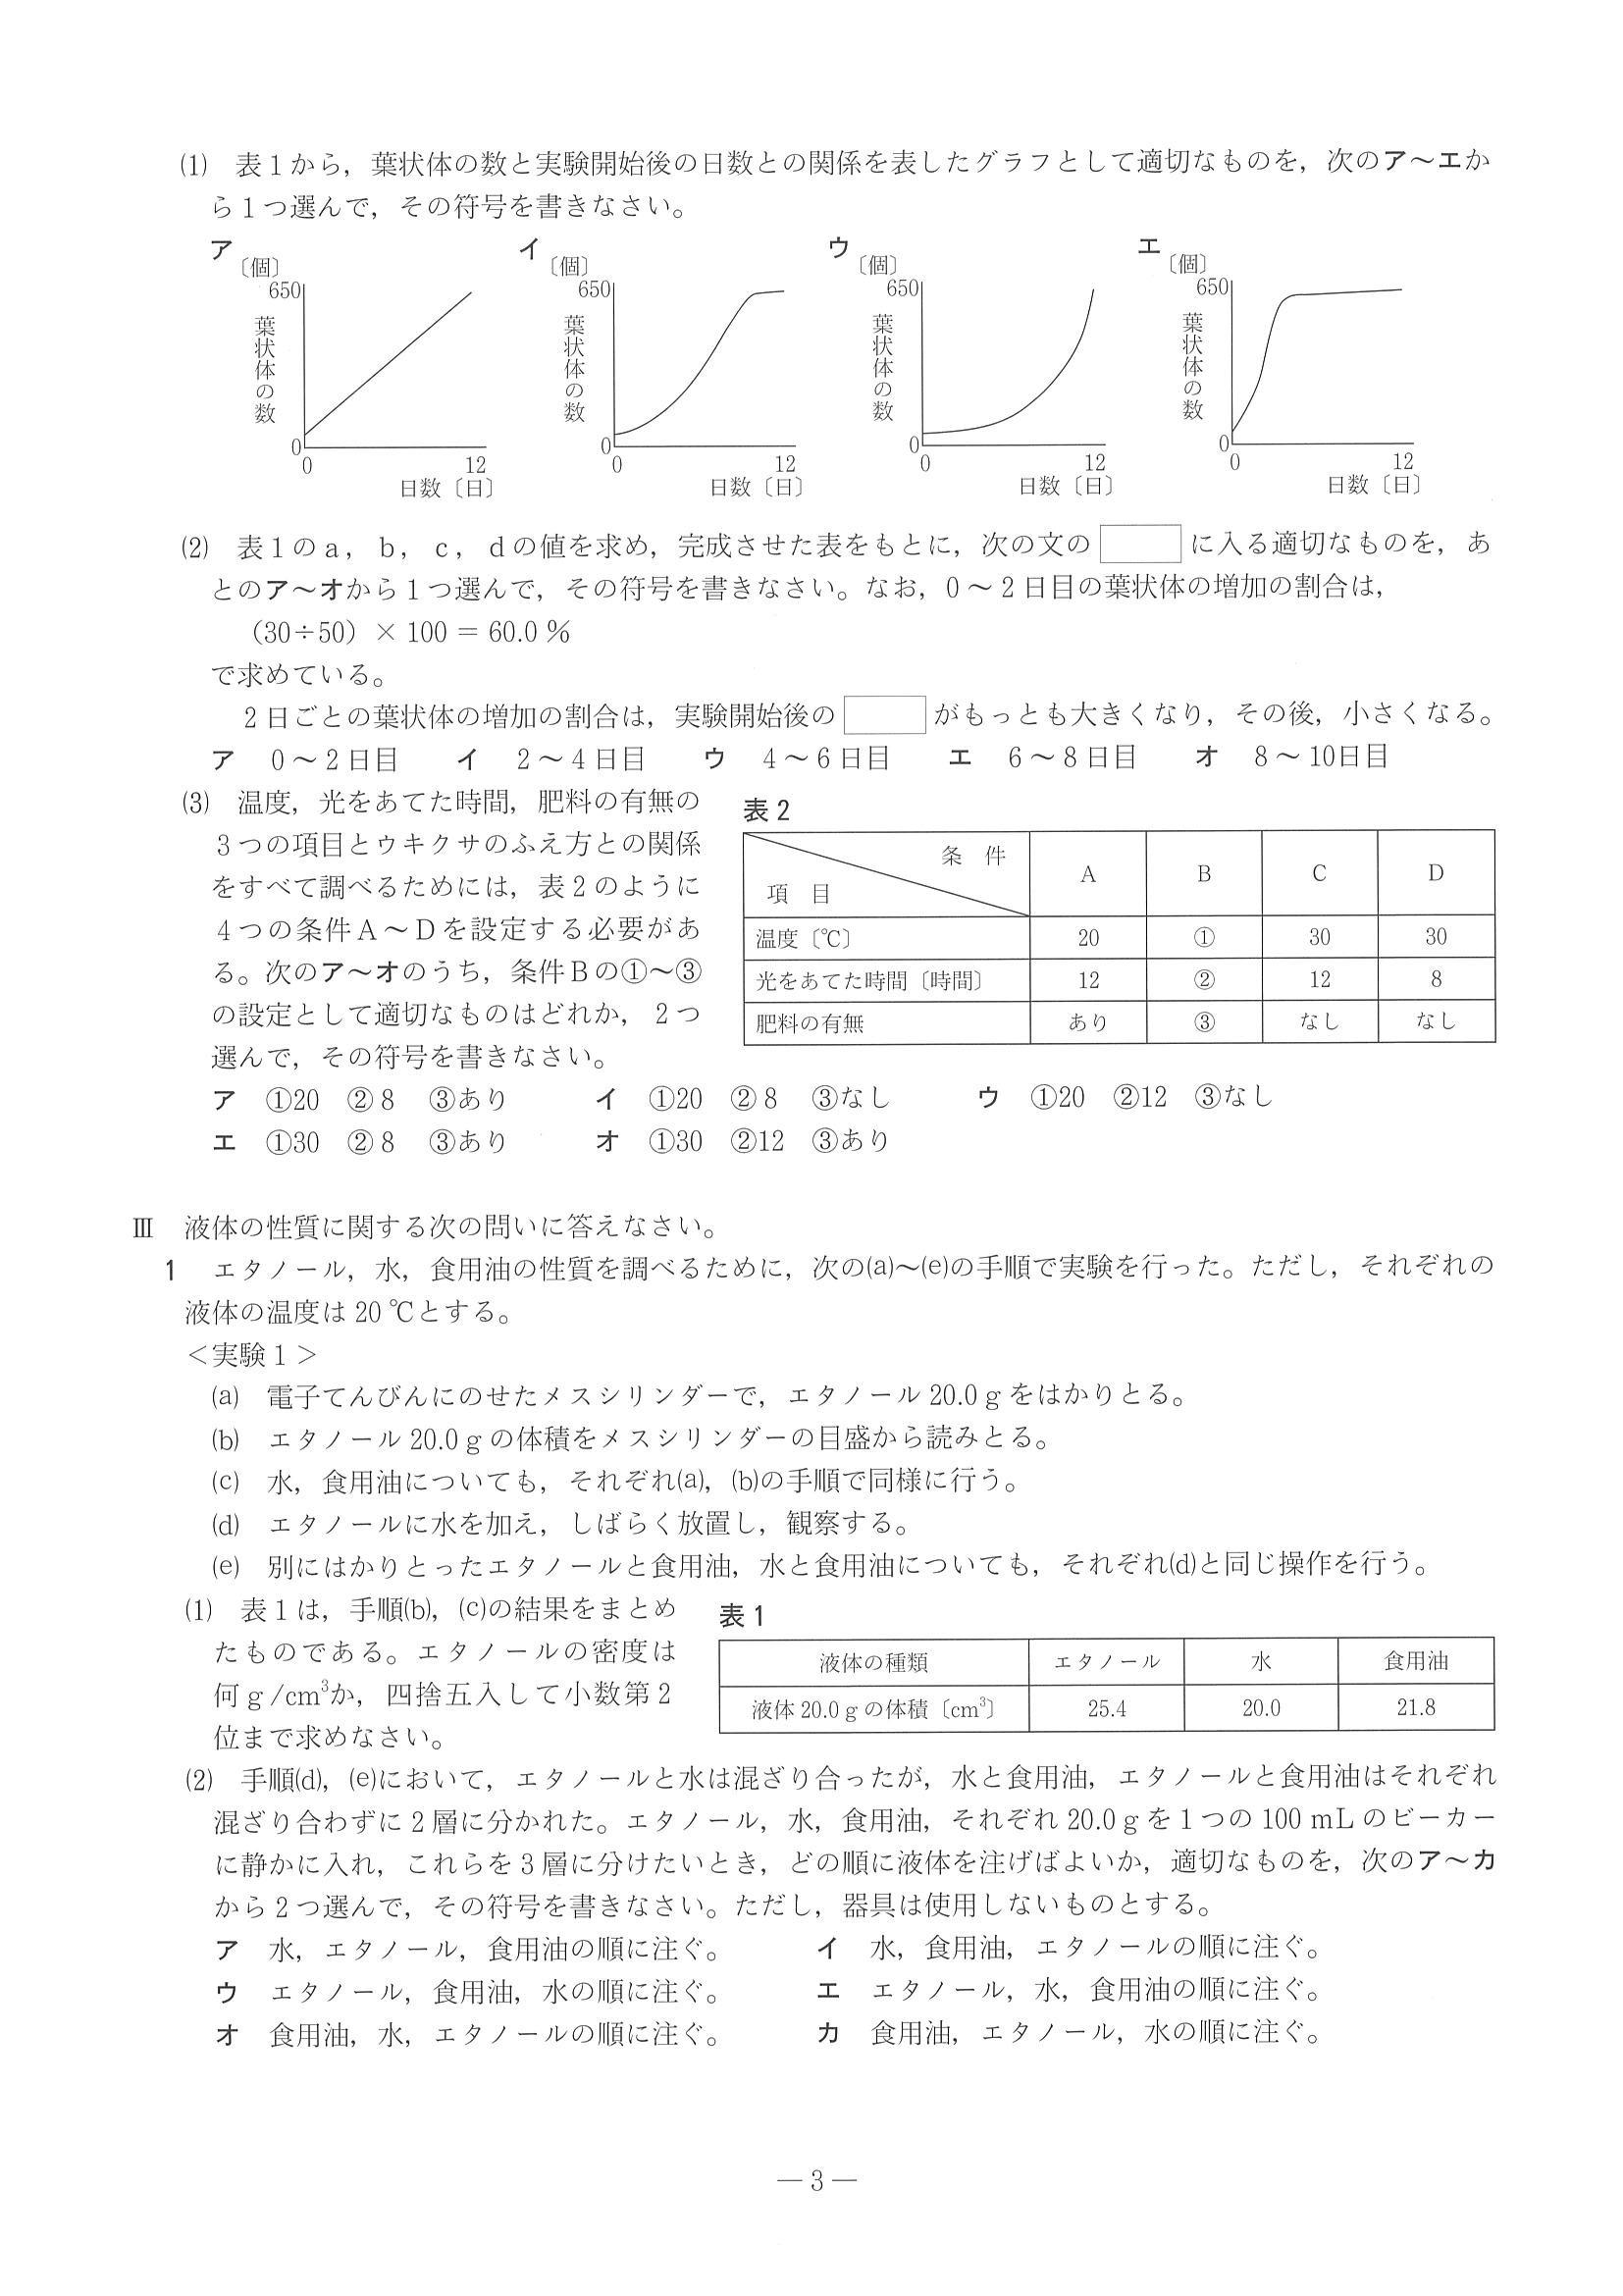 (1)　表１から，葉状体の数と実験開始後の日数との関係を表したグラフとして適切なものを，次のア～エか
ら１つ選んで，その符号を書きなさい。
ア　イ　ウ　エ
〔個〕　〔個〕　〔個〕　〔個〕
650　650　650　650
葉状体の数　葉状体の数　葉状体の数　葉状体の数
0　0　0　0
0　12　0　12　0　12　0　12
日数〔日〕　日数〔日〕　日数〔日〕　日数〔日〕
(2)　表１のａ，ｂ，ｃ，ｄの値を求め，完成させた表をもとに，次の文の　　　に入る適切なものを，あ
とのア～オから１つ選んで，その符号を書きなさい。なお，０～２日目の葉状体の増加の割合は，
（30÷50）× 100 = 60.0 %
で求めている。
２日ごとの葉状体の増加の割合は，実験開始後の　　　がもっとも大きくなり，その後，小さくなる。
ア　０～２日目　イ　２～４日目　ウ　４～６日目　エ　６～８日目　オ　８～10日目
(3)　温度，光をあてた時間，肥料の有無の
３つの項目とウキクサのふえ方との関係
をすべて調べるためには，表２のように
４つの条件Ａ～Ｄを設定する必要があ
る。次のア～オのうち，条件Ｂの①～③
の設定として適切なものはどれか，２つ
選んで，その符号を書きなさい。
表２
条　件
項　目
A　B　C　D
温度〔℃〕　20　①　30　30
光をあてた時間〔時間〕　12　②　12　8
肥料の有無　あり　③　なし　なし
ア　①20　②８　③あり　イ　①20　②８　③なし　ウ　①20　②12　③なし
エ　①30　②８　③あり　オ　①30　②12　③あり
Ⅲ　液体の性質に関する次の問いに答えなさい。
１　エタノール，水，食用油の性質を調べるために，次の(a)～(e)の手順で実験を行った。ただし，それぞれの
液体の温度は 20 ℃とする。
＜実験１＞
(a)　電子てんびんにのせたメスシリンダーで，エタノール 20.0 g をはかりとる。
(b)　エタノール 20.0 g の体積をメスシリンダーの目盛から読みとる。
(c)　水，食用油についても，それぞれ(a)，(b)の手順で同様に行う。
(d)　エタノールに水を加え，しばらく放置し，観察する。
(e)　別にはかりとったエタノールと食用油，水と食用油についても，それぞれ(d)と同じ操作を行う。
(1)　表１は，手順(b)，(c)の結果をまとめ
たものである。エタノールの密度は
何 g/cm³か，四捨五入して小数第２
位まで求めなさい。
表１
液体の種類　エタノール　水　食用油
液体 20.0 g の体積〔cm³〕　25.4　20.0　21.8
(2)　手順(d)，(e)において，エタノールと水は混ざり合ったが，水と食用油，エタノールと食用油はそれぞれ
混ざり合わずに２層に分かれた。エタノール，水，食用油，それぞれ 20.0 g を１つの 100 mL のビーカー
に静かに入れ，これらを３層に分けたいとき，どの順に液体を注げばよいか，適切なものを，次のア～カ
から２つ選んで，その符号を書きなさい。ただし，器具は使用しないものとする。
ア　水，エタノール，食用油の順に注ぐ。　イ　水，食用油，エタノールの順に注ぐ。
ウ　エタノール，食用油，水の順に注ぐ。　エ　エタノール，水，食用油の順に注ぐ。
オ　食用油，水，エタノールの順に注ぐ。　カ　食用油，エタノール，水の順に注ぐ。
— 3 —